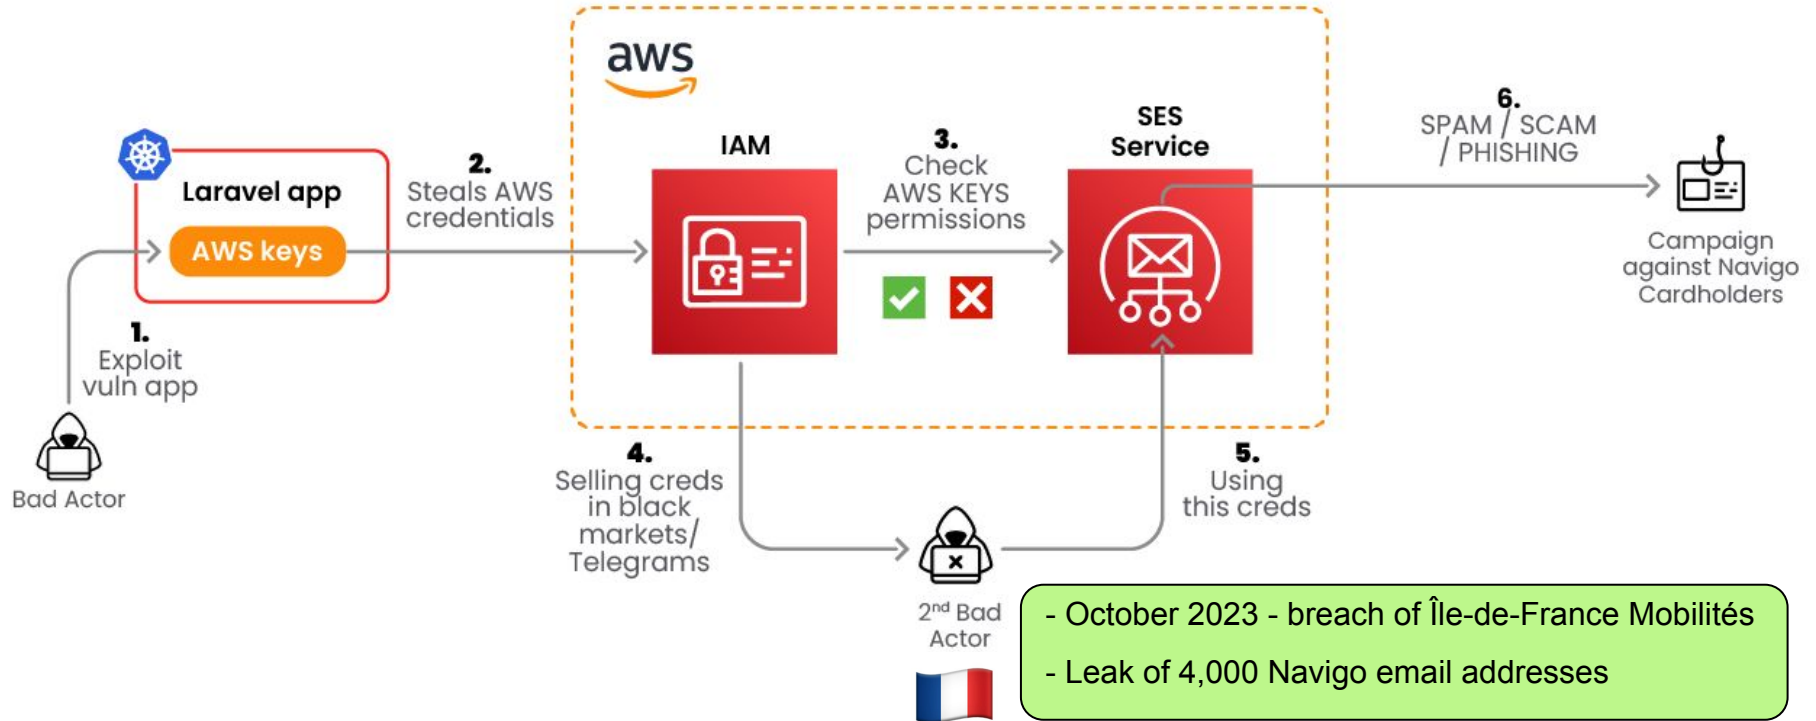 aws
IAM
3.
Check
AWS KEYS
permissions
SES
Service
6.
SPAM / SCAM
/ PHISHING
Laravel app
AWS keys
2.
Steals AWS
credentials
Campaign
against Navigo
Cardholders
1.
Exploit
vuln app
Bad Actor
4.
Selling creds
in black
markets/
Telegrams
5.
Using
this creds
2nd Bad
Actor
- October 2023 - breach of Île-de-France Mobilités
- Leak of 4,000 Navigo email addresses